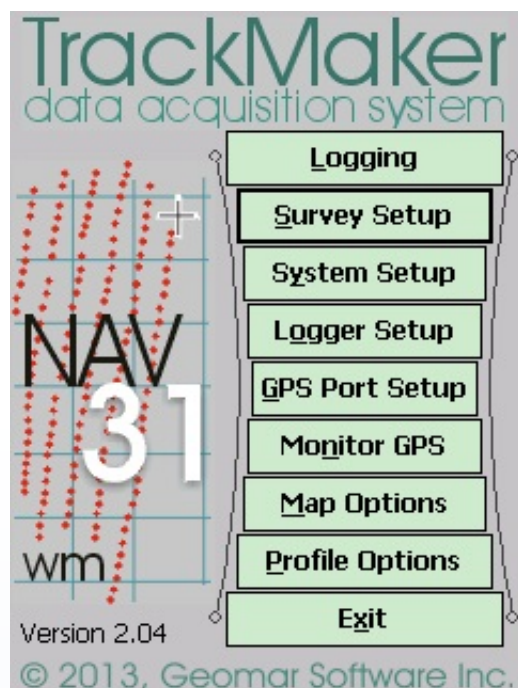 TrackMaker
data acquisition system
Logging
Survey Setup
System Setup
Logger Setup
GPS Port Setup
Monitor GPS
Map Options
Profile Options
Exit
NAV
31
wm
Version 2.04
© 2013, Geomar Software Inc.